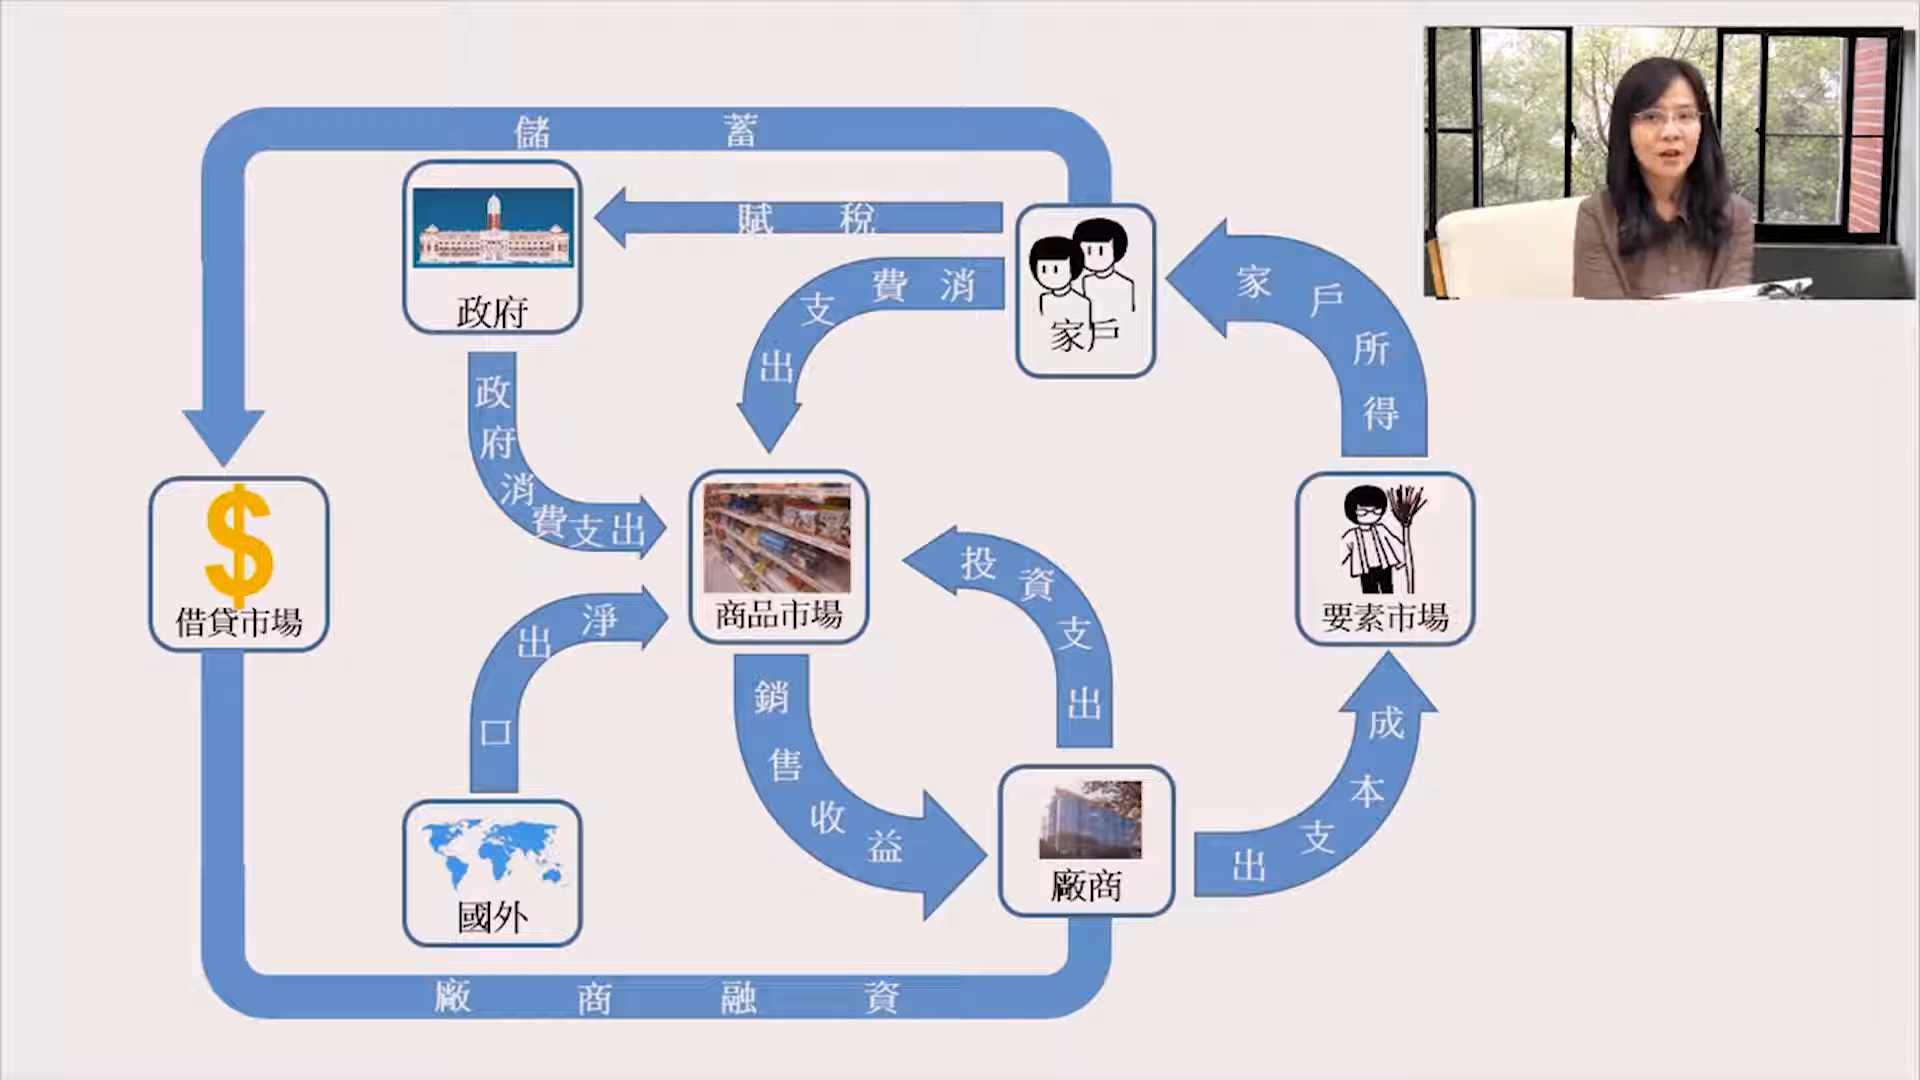 儲蓄
賦稅
政府
家戶
消費支出
家戶所得
政府消費支出
借貸市場
商品市場
要素市場
淨出口
投資支出
銷售收益
成本支出
國外
廠商
廠商融資